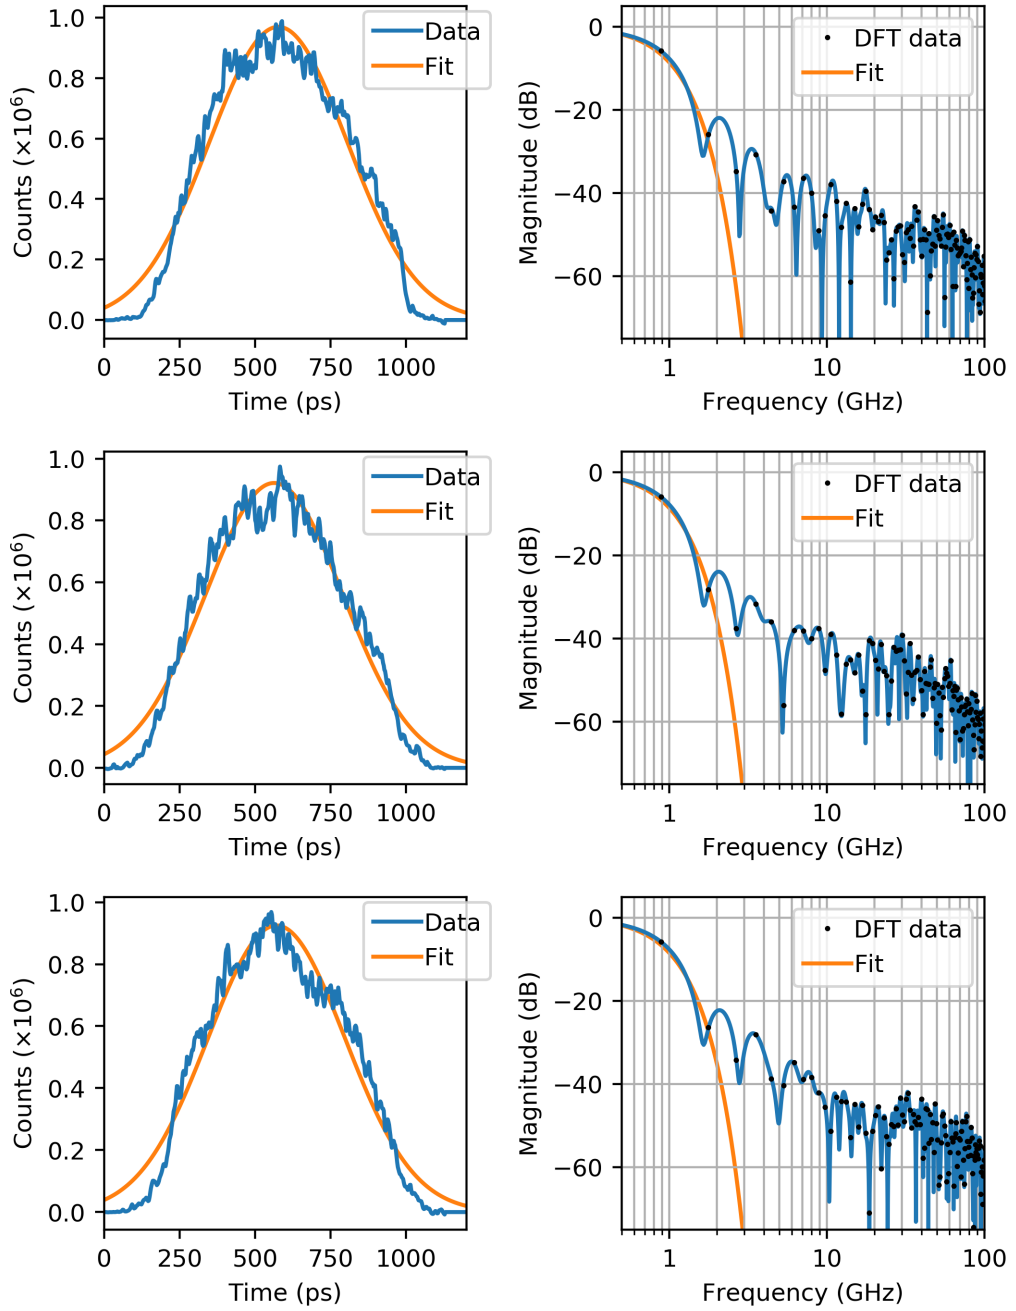 1.0
0.8
0.6
0.4
0.2
0.0
Counts (×10⁶)
Data
Fit
0 250 500 750 1000
Time (ps)
0
−20
−40
−60
Magnitude (dB)
DFT data
Fit
1 10 100
Frequency (GHz)
1.0
0.8
0.6
0.4
0.2
0.0
Counts (×10⁶)
Data
Fit
0 250 500 750 1000
Time (ps)
0
−20
−40
−60
Magnitude (dB)
DFT data
Fit
1 10 100
Frequency (GHz)
1.0
0.8
0.6
0.4
0.2
0.0
Counts (×10⁶)
Data
Fit
0 250 500 750 1000
Time (ps)
0
−20
−40
−60
Magnitude (dB)
DFT data
Fit
1 10 100
Frequency (GHz)